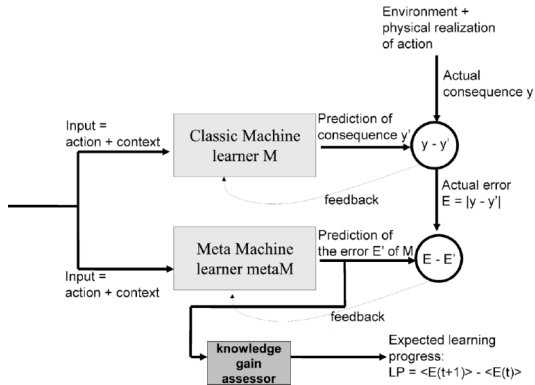 Environment +
physical realization
of action
Actual
consequence y
Input =
action + context
Classic Machine
learner M
Prediction of
consequence y'
y - y'
feedback
Actual error
E = |y - y'|
Meta Machine
learner metaM
Prediction of
the error E' of M
E - E'
Input =
action + context
feedback
knowledge
gain
assessor
Expected learning
progress:
LP = <E(t+1)> - <E(t)>